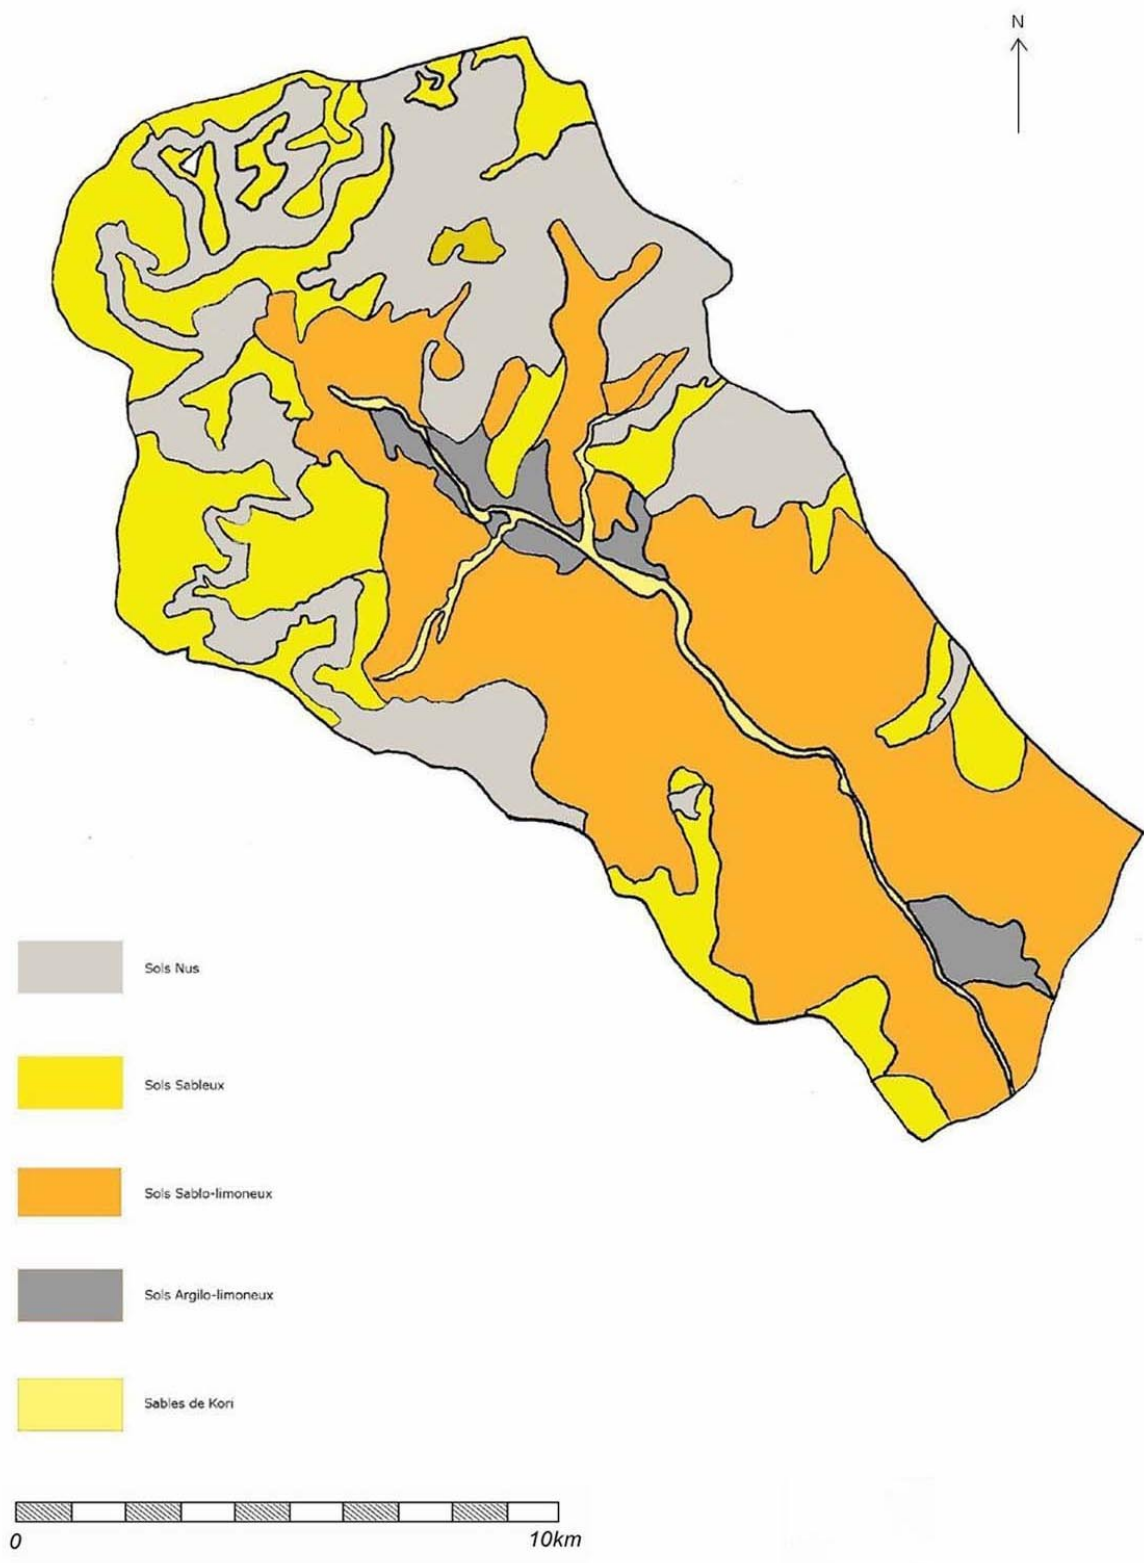 N
Sols Nus
Sols Sableux
Sols Sablo-limoneux
Sols Argilo-limoneux
Sables de Kori
0 10km